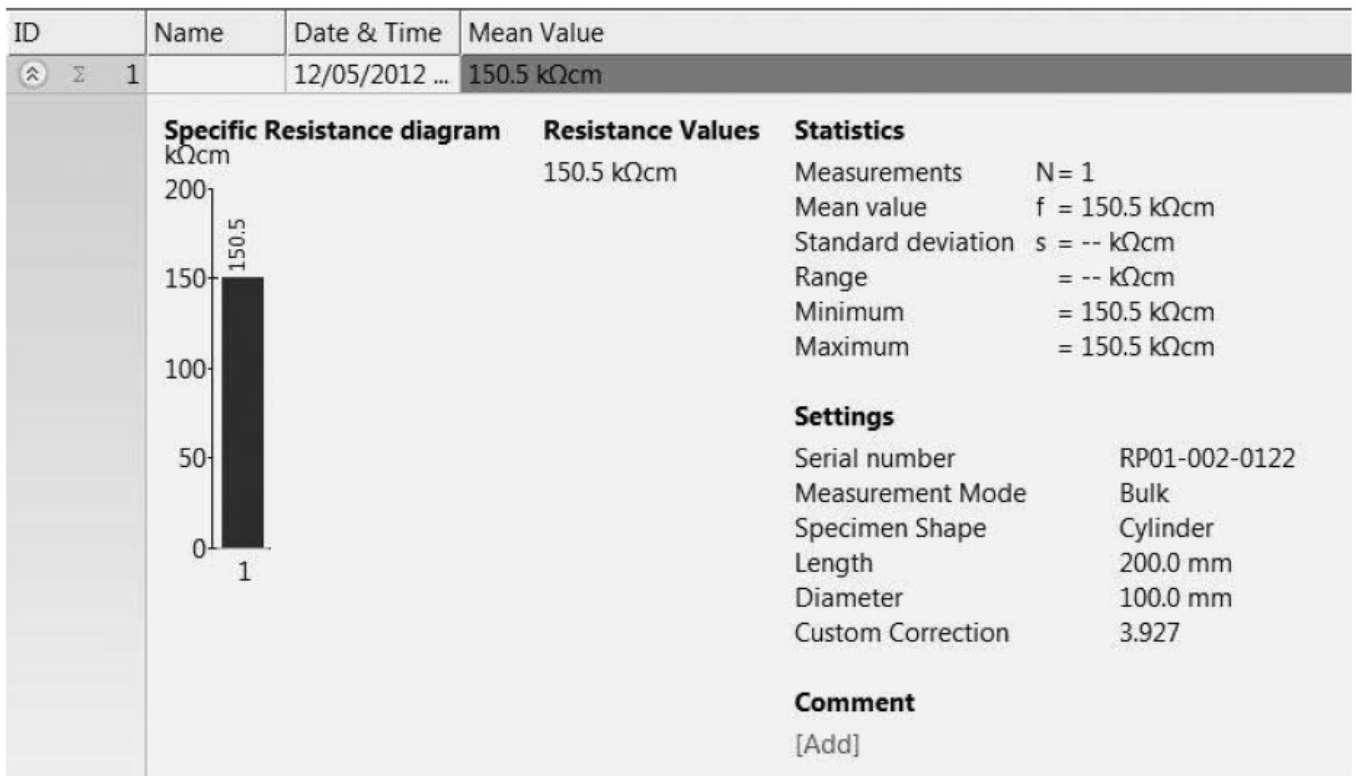 ID Name Date & Time Mean Value
Σ 1 12/05/2012 ... 150.5 kΩcm
Specific Resistance diagram
kΩcm
200
150.5
150
100
50
0
1
Resistance Values
150.5 kΩcm
Statistics
Measurements N = 1
Mean value f = 150.5 kΩcm
Standard deviation s = -- kΩcm
Range = -- kΩcm
Minimum = 150.5 kΩcm
Maximum = 150.5 kΩcm
Settings
Serial number RP01-002-0122
Measurement Mode Bulk
Specimen Shape Cylinder
Length 200.0 mm
Diameter 100.0 mm
Custom Correction 3.927
Comment
[Add]